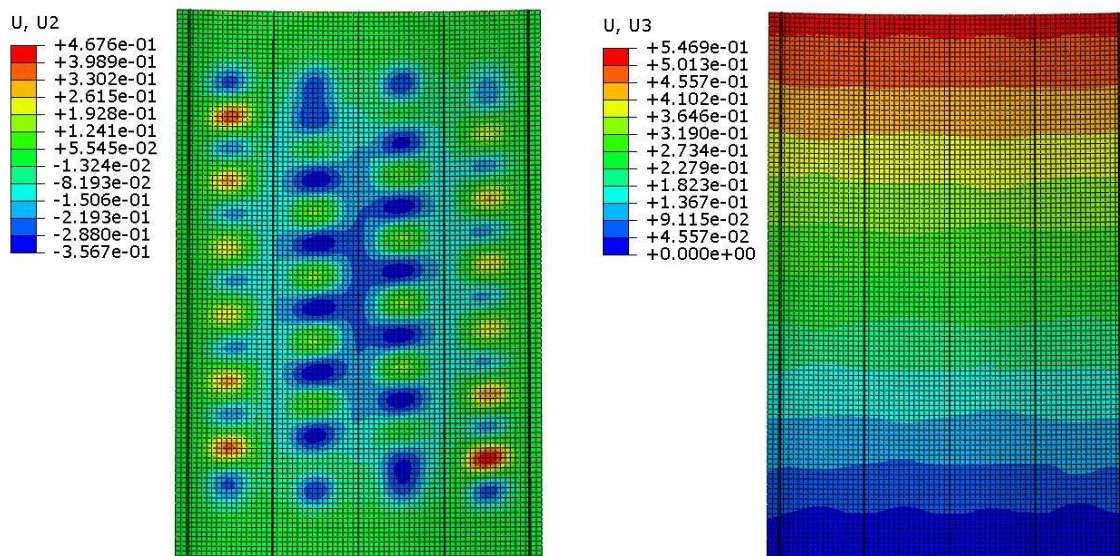 U, U2
+4.676e-01
+3.989e-01
+3.302e-01
+2.615e-01
+1.928e-01
+1.241e-01
+5.545e-02
-1.324e-02
-8.193e-02
-1.506e-01
-2.193e-01
-2.880e-01
-3.567e-01
U, U3
+5.469e-01
+5.013e-01
+4.557e-01
+4.102e-01
+3.646e-01
+3.190e-01
+2.734e-01
+2.279e-01
+1.823e-01
+1.367e-01
+9.115e-02
+4.557e-02
+0.000e+00